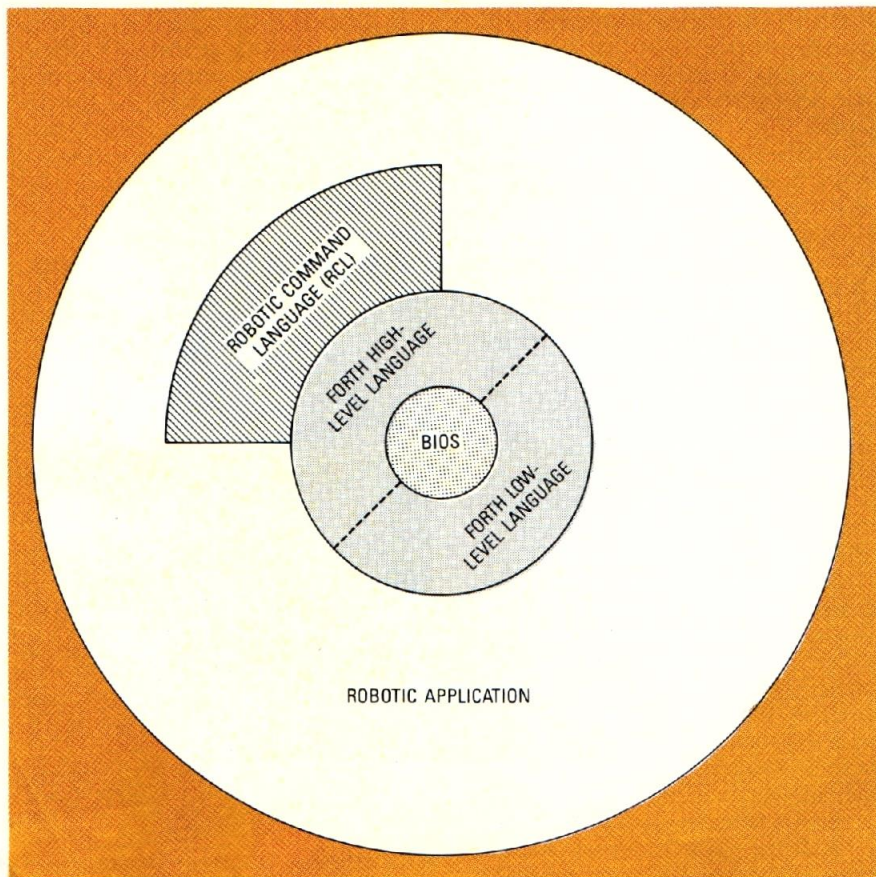 ROBOTIC COMMAND
LANGUAGE (RCL)
FORTH HIGH-
LEVEL LANGUAGE
BIOS
FORTH LOW-
LEVEL LANGUAGE
ROBOTIC APPLICATION